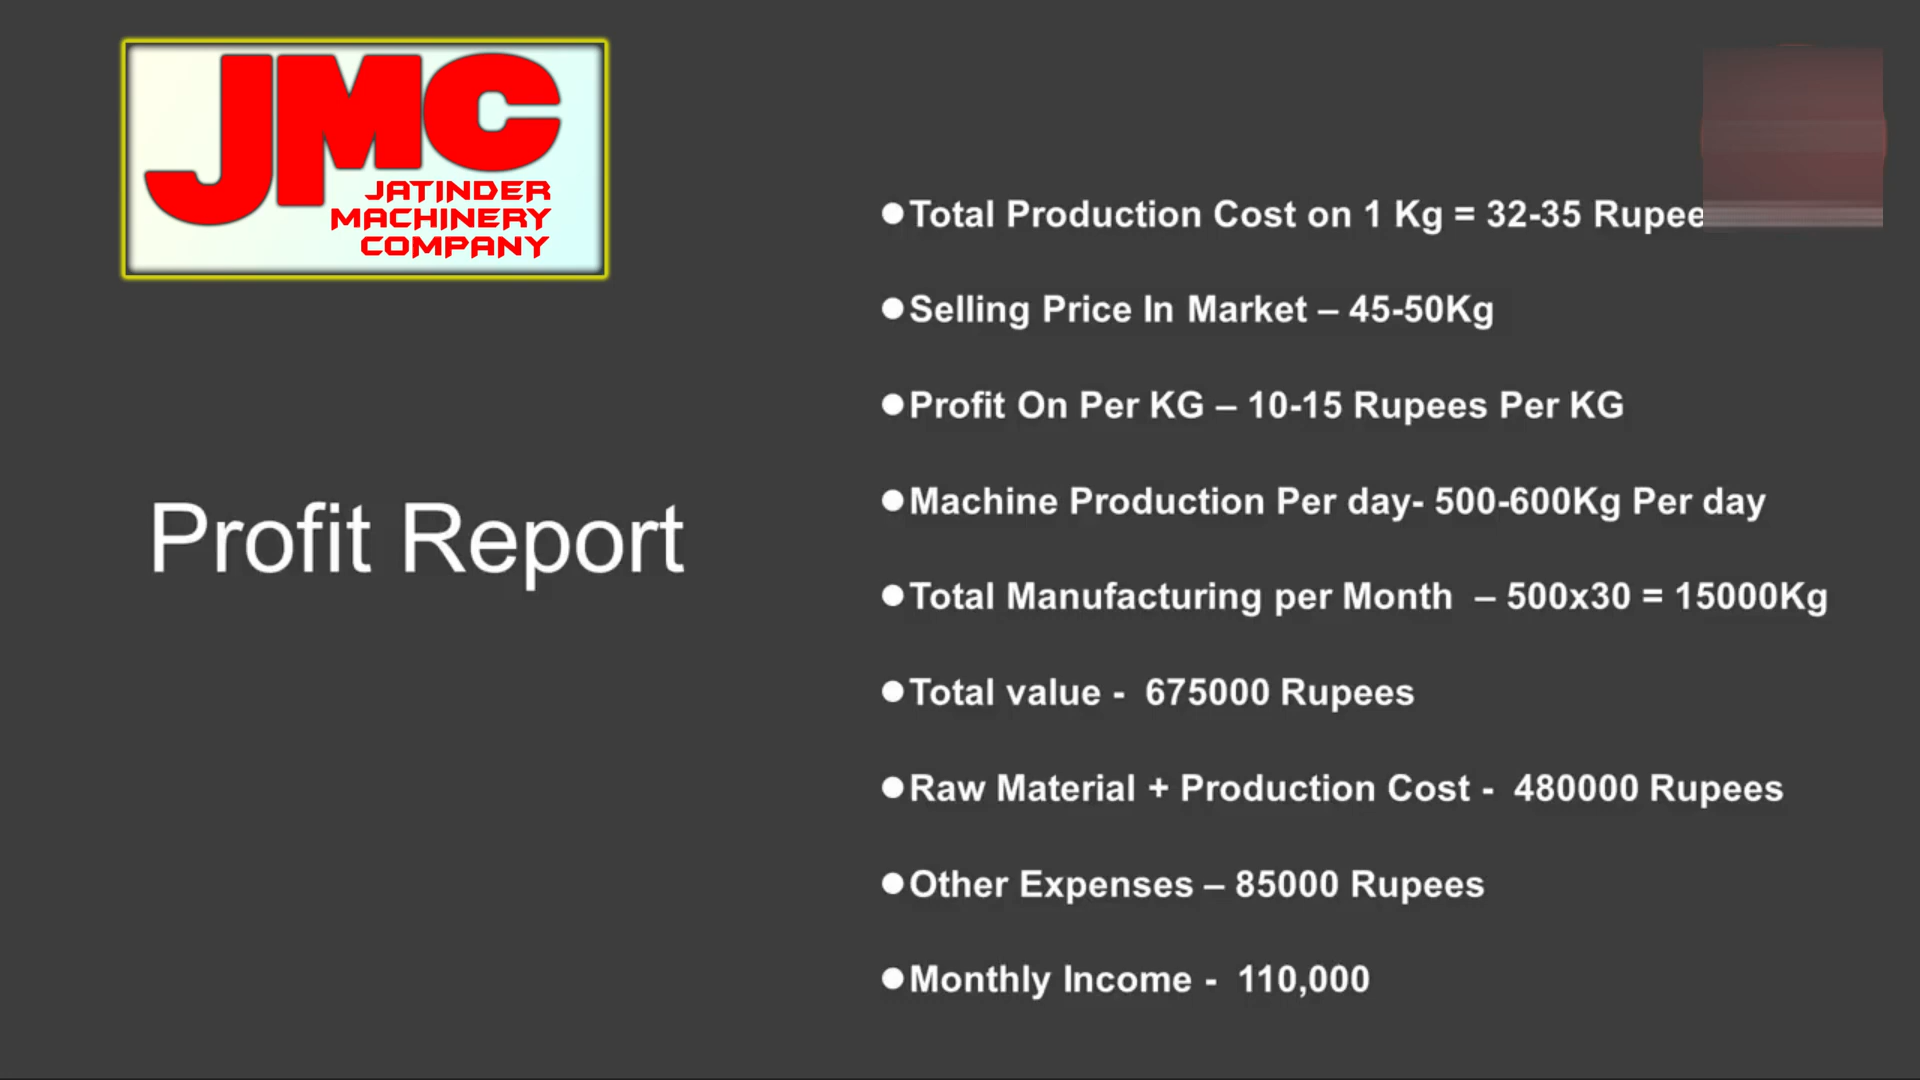 JMC
JATINDER
MACHINERY
COMPANY
Profit Report
●Total Production Cost on 1 Kg = 32-35 Rupee
●Selling Price In Market – 45-50Kg
●Profit On Per KG – 10-15 Rupees Per KG
●Machine Production Per day- 500-600Kg Per day
●Total Manufacturing per Month – 500x30 = 15000Kg
●Total value - 675000 Rupees
●Raw Material + Production Cost - 480000 Rupees
●Other Expenses – 85000 Rupees
●Monthly Income - 110,000